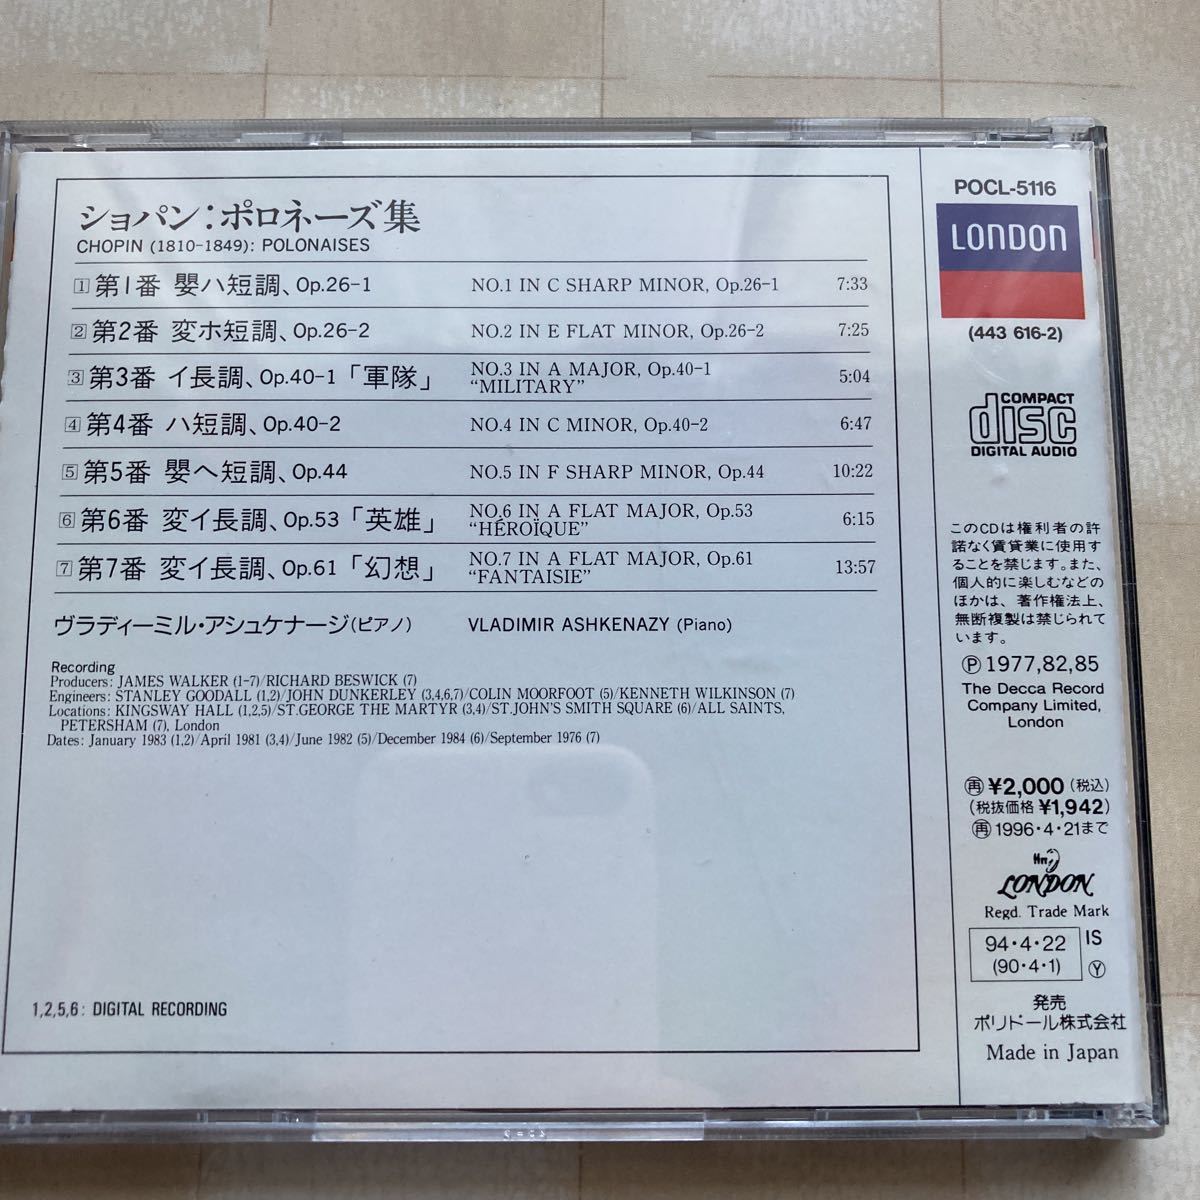 ショパン：ポロネーズ集
CHOPIN (1810-1849): POLONAISES
1 第1番 嬰ハ短調、Op.26-1 NO.1 IN C SHARP MINOR, Op.26-1 7:33
2 第2番 変ホ短調、Op.26-2 NO.2 IN E FLAT MINOR, Op.26-2 7:25
3 第3番 イ長調、Op.40-1「軍隊」 NO.3 IN A MAJOR, Op.40-1 5:04
“MILITARY”
4 第4番 ハ短調、Op.40-2 NO.4 IN C MINOR, Op.40-2 6:47
5 第5番 嬰ヘ短調、Op.44 NO.5 IN F SHARP MINOR, Op.44 10:22
6 第6番 変イ長調、Op.53「英雄」 NO.6 IN A FLAT MAJOR, Op.53 6:15
“HÉROÏQUE”
7 第7番 変イ長調、Op.61「幻想」 NO.7 IN A FLAT MAJOR, Op.61 13:57
“FANTAISIE”
ヴラディーミル・アシュケナージ(ピアノ) VLADIMIR ASHKENAZY (Piano)
Recording
Producers: JAMES WALKER (1-7)/RICHARD BESWICK (7)
Engineers: STANLEY GOODALL (1,2)/JOHN DUNKERLEY (3,4,6,7)/COLIN MOORFOOT (5)/KENNETH WILKINSON (7)
Locations: KINGSWAY HALL (1,2,5)/ST.GEORGE THE MARTYR (3,4)/ST.JOHN'S SMITH SQUARE (6)/ALL SAINTS,
PETERSHAM (7), London
Dates: January 1983 (1,2)/April 1981 (3,4)/June 1982 (5)/December 1984 (6)/September 1976 (7)
1,2,5,6: DIGITAL RECORDING
POCL-5116
LONDON
(443 616-2)
COMPACT
disc
DIGITAL AUDIO
このCDは権利者の許
諾なく賃貸業に使用す
ることを禁じます。また、
個人的に楽しむなどの
ほかは、著作権法上、
無断複製は禁じられて
います。
Ⓟ 1977,82,85
The Decca Record
Company Limited,
London
㊢ ¥2,000 (税込)
(税抜価格 ¥1,942)
再 1996・4・21まで
LONDON
Regd. Trade Mark
94・4・22 IS
(90・4・1) Ⓨ
発売
ポリドール株式会社
Made in Japan